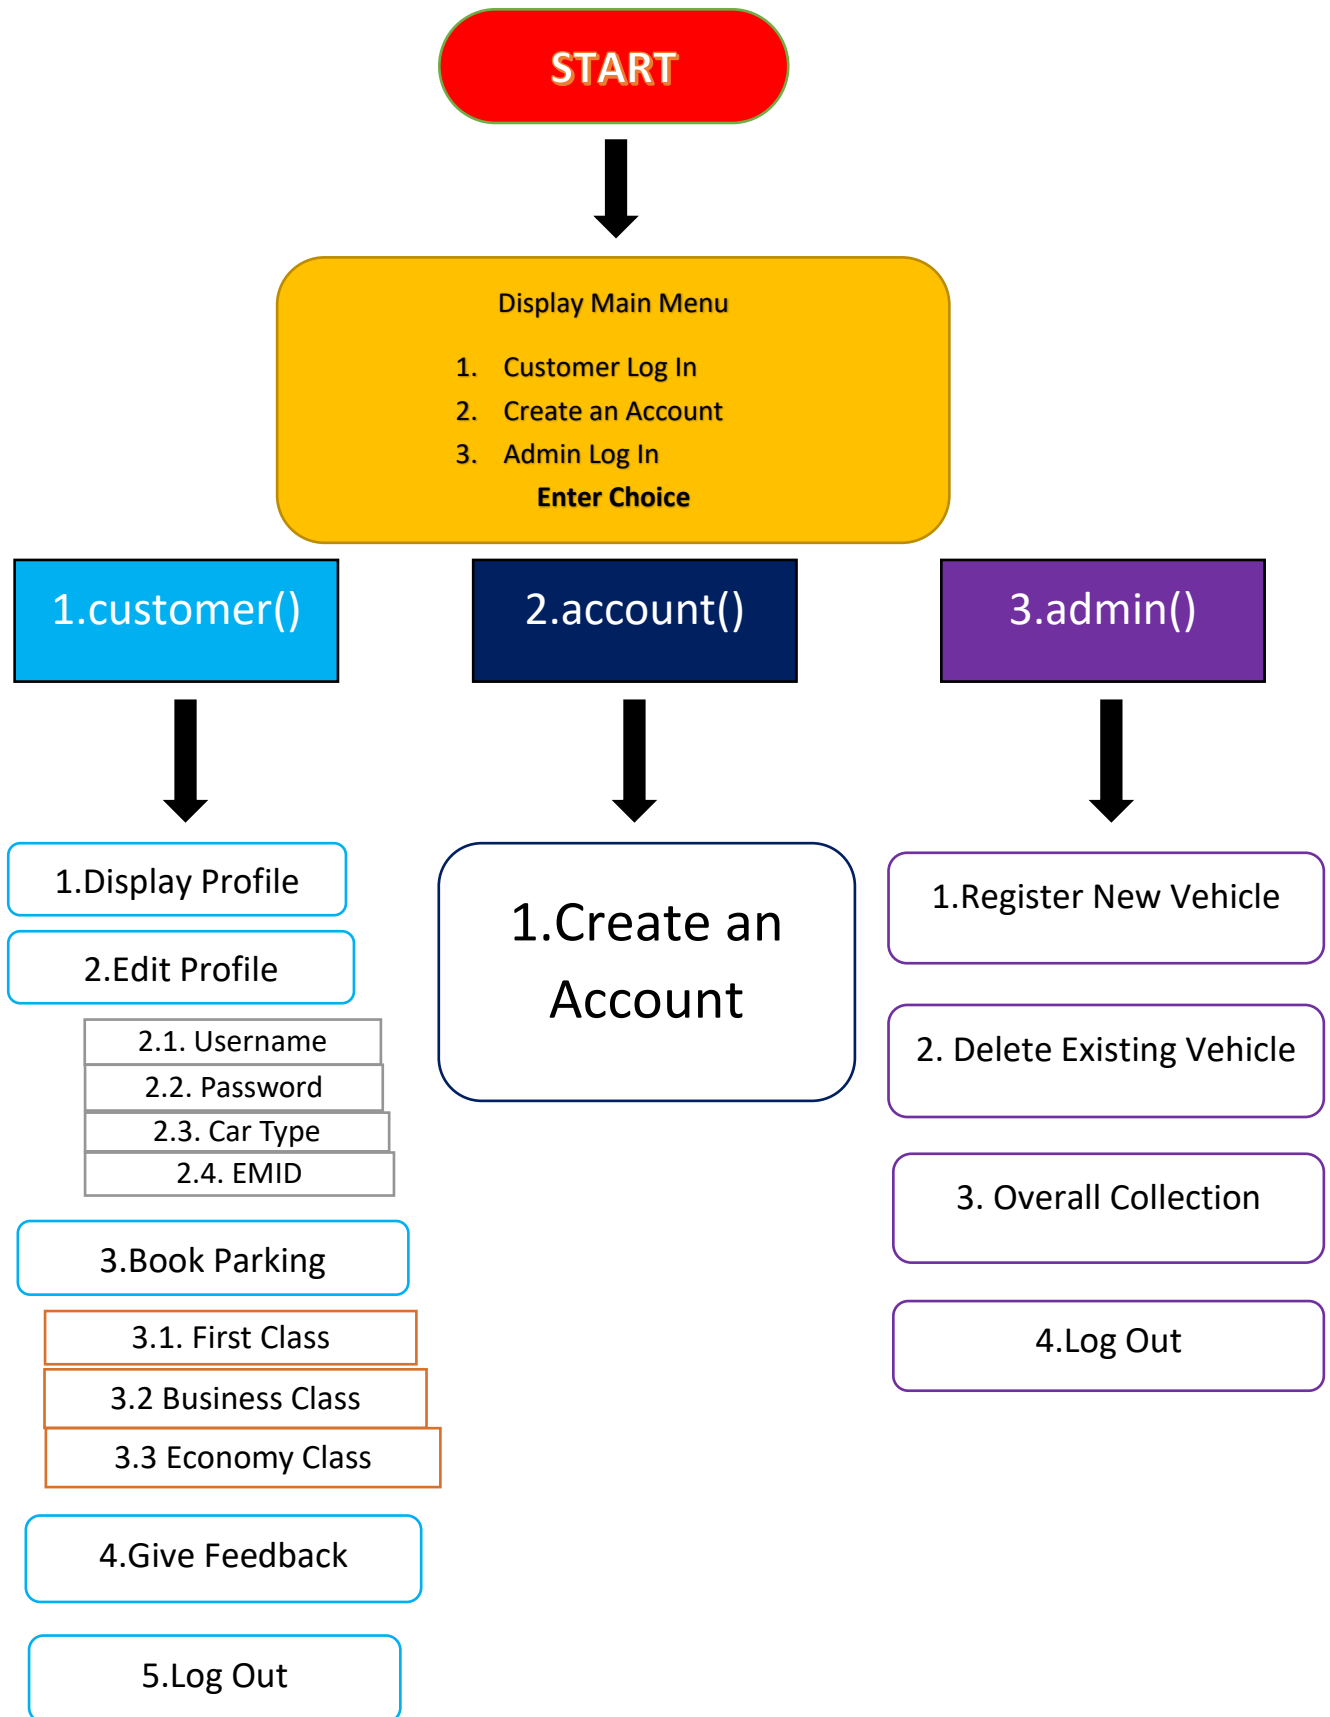 START
Display Main Menu
1. Customer Log In
2. Create an Account
3. Admin Log In
Enter Choice
1.customer()
2.account()
3.admin()
1.Display Profile
2.Edit Profile
2.1. Username
2.2. Password
2.3. Car Type
2.4. EMID
3.Book Parking
3.1. First Class
3.2 Business Class
3.3 Economy Class
4.Give Feedback
5.Log Out
1.Create an
Account
1.Register New Vehicle
2. Delete Existing Vehicle
3. Overall Collection
4.Log Out